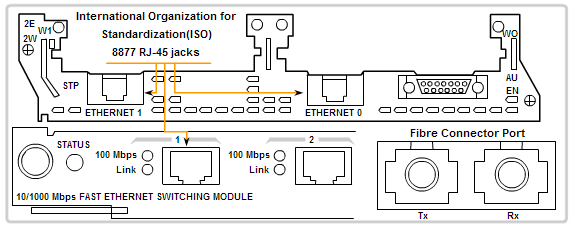 International Organization for
Standardization(ISO)
8877 RJ-45 jacks
2E
W1
2W
WO
STP
AU
EN
ETHERNET 1
ETHERNET 0
STATUS
1
2
Fibre Connector Port
100 Mbps
100 Mbps
Link
Link
10/1000 Mbps FAST ETHERNET SWITCHING MODULE
Tx
Rx